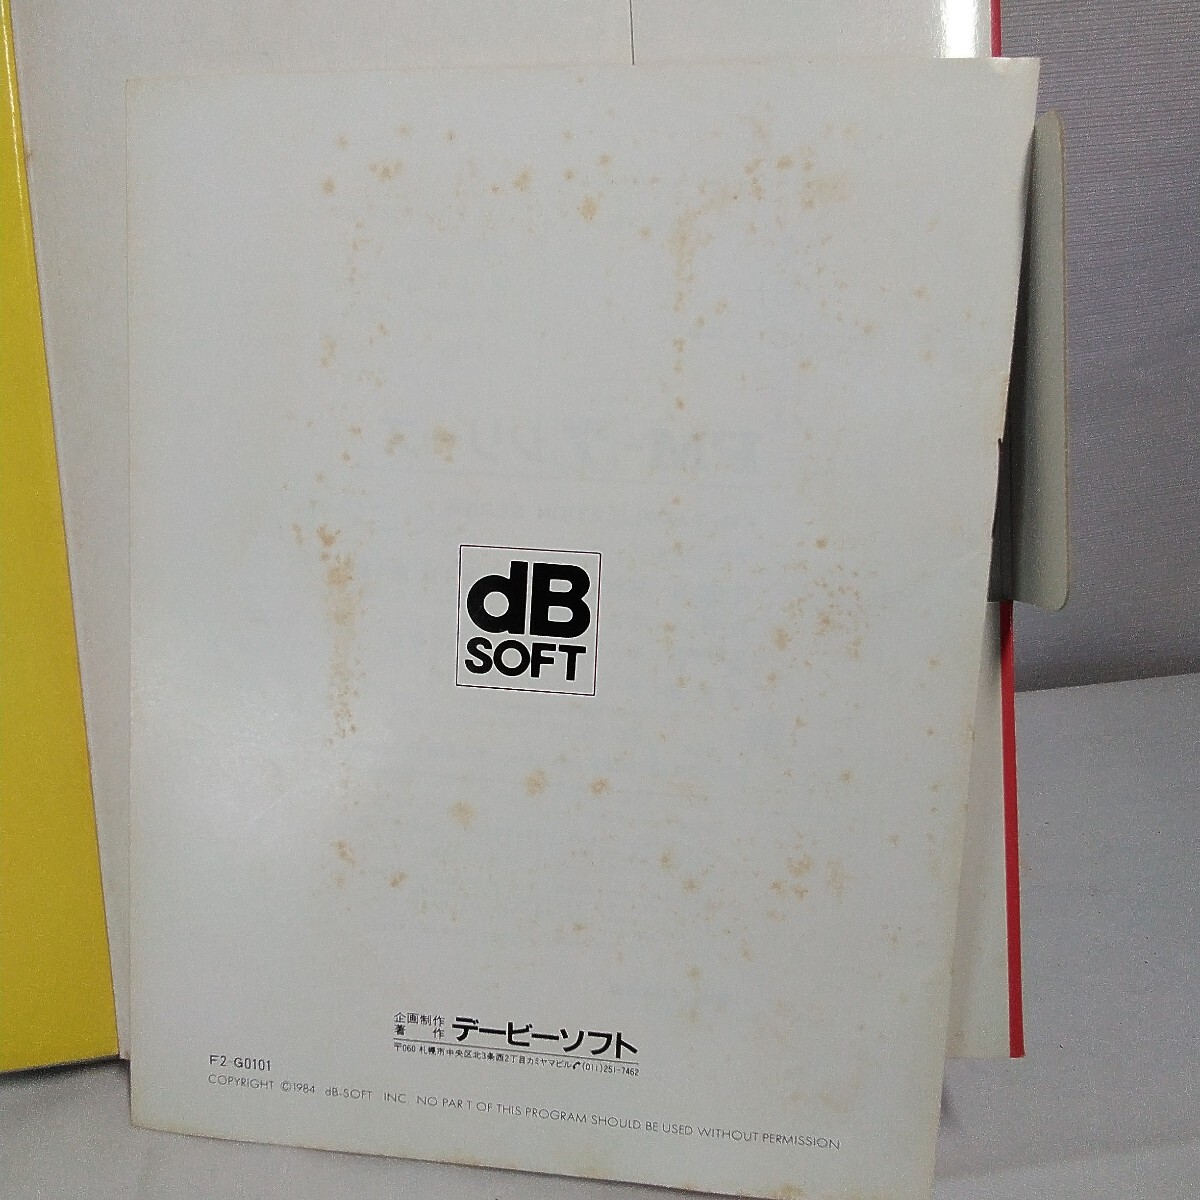 dB
SOFT
企画制作
著作 デービーソフト
〒060 札幌市中央区北3条西2丁目カミヤマビル✆(011)251-7462
F2-G0101
COPYRIGHT ©1984 dB-SOFT INC. NO PART OF THIS PROGRAM SHOULD BE USED WITHOUT PERMISSION